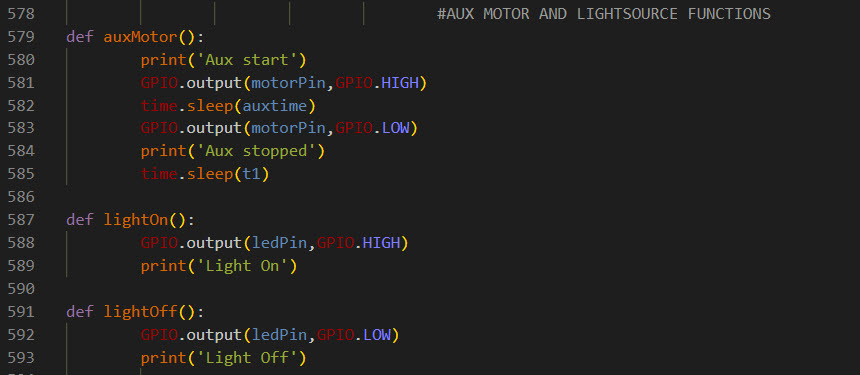 578 #AUX MOTOR AND LIGHTSOURCE FUNCTIONS
579 def auxMotor():
580 print('Aux start')
581 GPIO.output(motorPin,GPIO.HIGH)
582 time.sleep(auxtime)
583 GPIO.output(motorPin,GPIO.LOW)
584 print('Aux stopped')
585 time.sleep(t1)
586
587 def lightOn():
588 GPIO.output(ledPin,GPIO.HIGH)
589 print('Light On')
590
591 def lightOff():
592 GPIO.output(ledPin,GPIO.LOW)
593 print('Light Off')